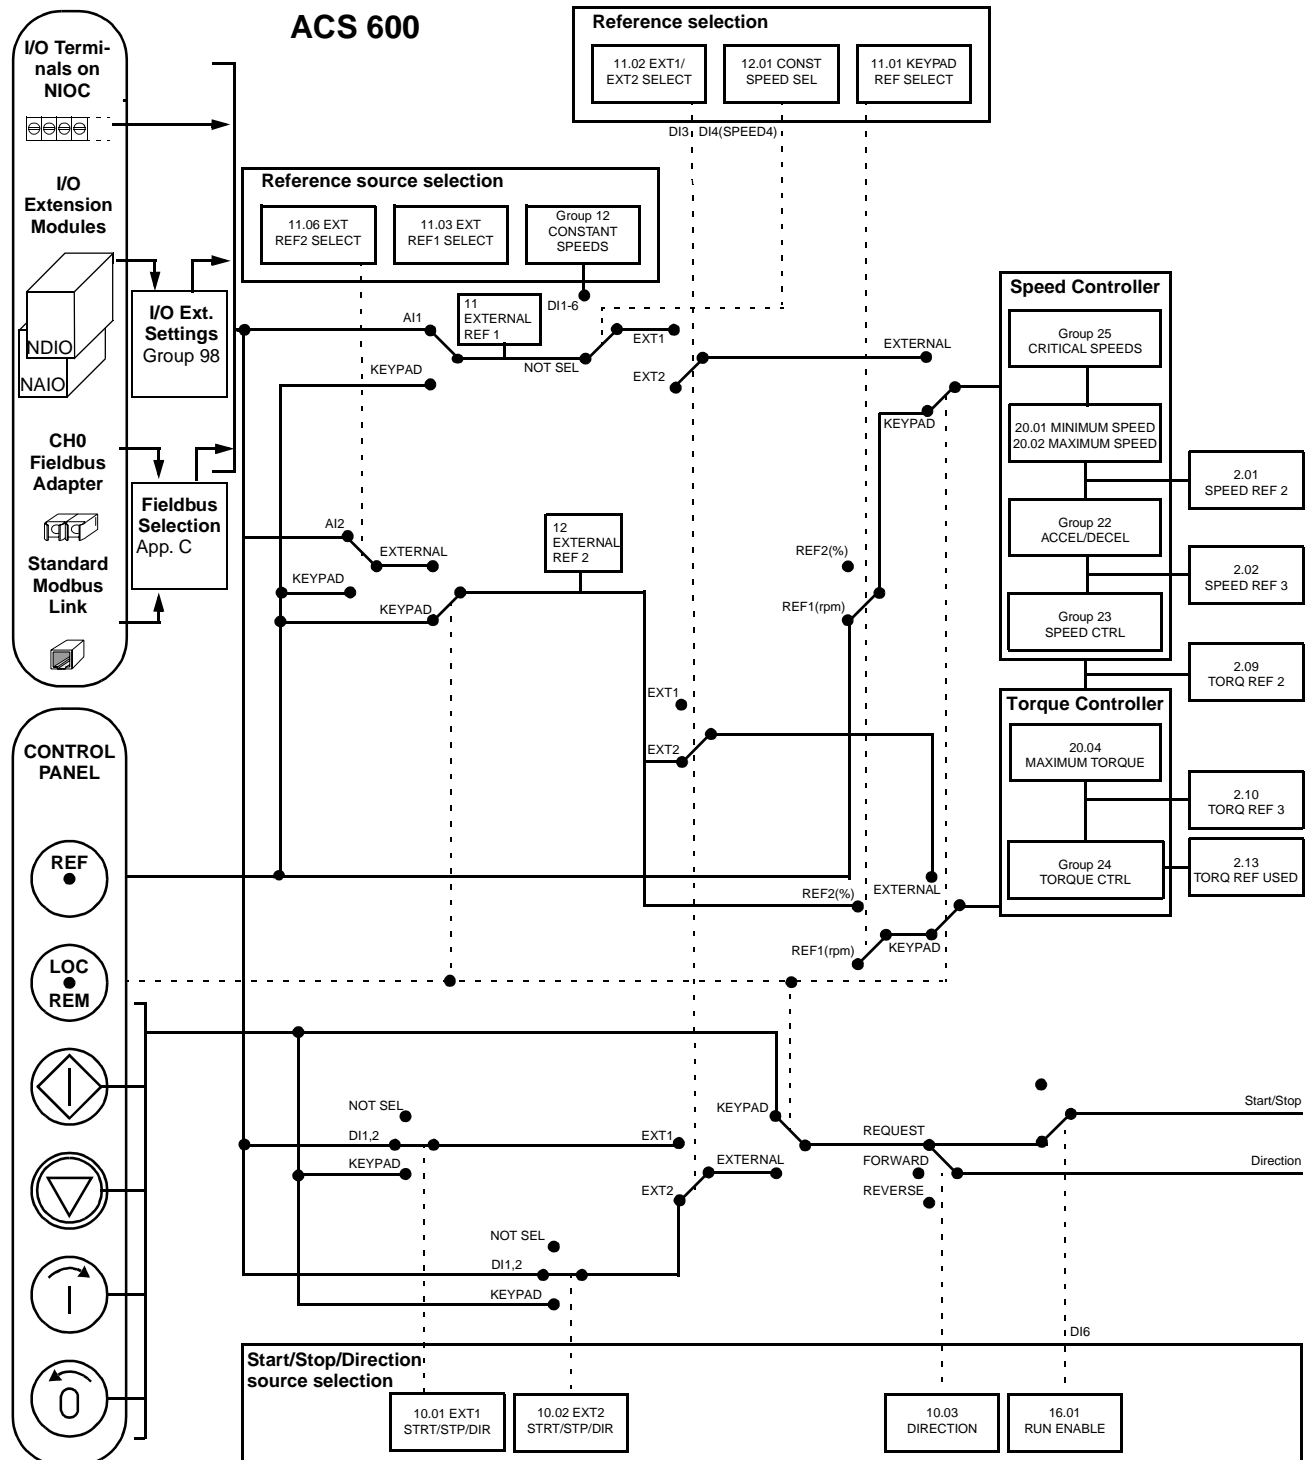 ACS 600
I/O Termi-
nals on
NIOC
I/O
Extension
Modules
NDIO
NAIO
I/O Ext.
Settings
Group 98
CH0
Fieldbus
Adapter
Fieldbus
Selection
App. C
Standard
Modbus
Link
Reference selection
11.02 EXT1/
EXT2 SELECT
12.01 CONST
SPEED SEL
11.01 KEYPAD
REF SELECT
DI3
DI4(SPEED4)
Reference source selection
11.06 EXT
REF2 SELECT
11.03 EXT
REF1 SELECT
Group 12
CONSTANT
SPEEDS
DI1-6
11
EXTERNAL
REF 1
AI1
KEYPAD
NOT SEL
EXT1
EXT2
EXTERNAL
KEYPAD
Speed Controller
Group 25
CRITICAL SPEEDS
20.01 MINIMUM SPEED
20.02 MAXIMUM SPEED
2.01
SPEED REF 2
Group 22
ACCEL/DECEL
2.02
SPEED REF 3
Group 23
SPEED CTRL
2.09
TORQ REF 2
AI2
EXTERNAL
KEYPAD
KEYPAD
12
EXTERNAL
REF 2
REF2(%)
REF1(rpm)
EXT1
EXT2
Torque Controller
20.04
MAXIMUM TORQUE
2.10
TORQ REF 3
Group 24
TORQUE CTRL
2.13
TORQ REF USED
EXTERNAL
REF2(%)
REF1(rpm)
KEYPAD
CONTROL
PANEL
REF
LOC
REM
NOT SEL
DI1,2
KEYPAD
EXT1
EXT2
KEYPAD
EXTERNAL
REQUEST
FORWARD
REVERSE
Start/Stop
Direction
NOT SEL
DI1,2
KEYPAD
DI6
Start/Stop/Direction
source selection
10.01 EXT1
STRT/STP/DIR
10.02 EXT2
STRT/STP/DIR
10.03
DIRECTION
16.01
RUN ENABLE